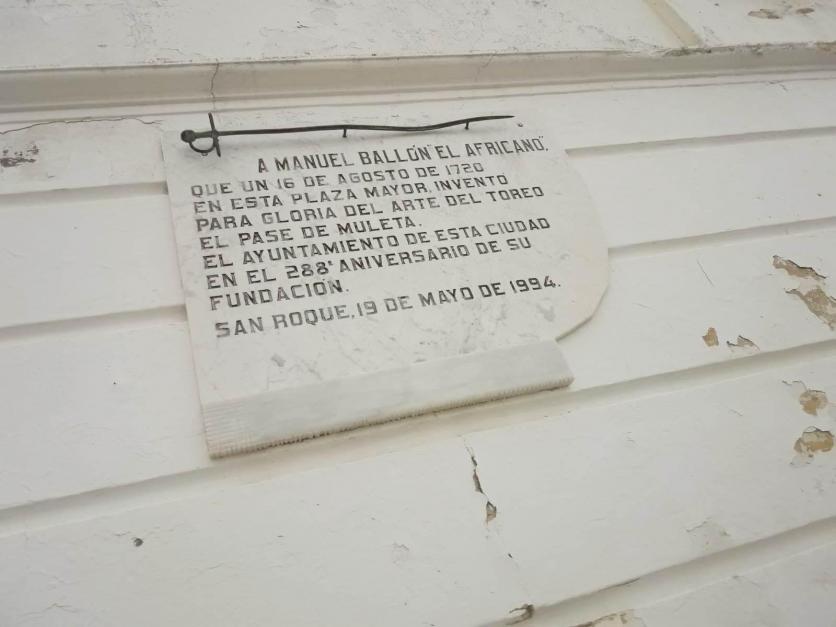 A MANUEL BALLÓN "EL AFRICANO",
QUE UN 16 DE AGOSTO DE 1720
EN ESTA PLAZA MAYOR, INVENTO
PARA GLORIA DEL ARTE DEL TOREO
EL PASE DE MULETA.
EL AYUNTAMIENTO DE ESTA CIUDAD
EN EL 288º ANIVERSARIO DE SU
FUNDACIÓN.
SAN ROQUE, 19 DE MAYO DE 1994.